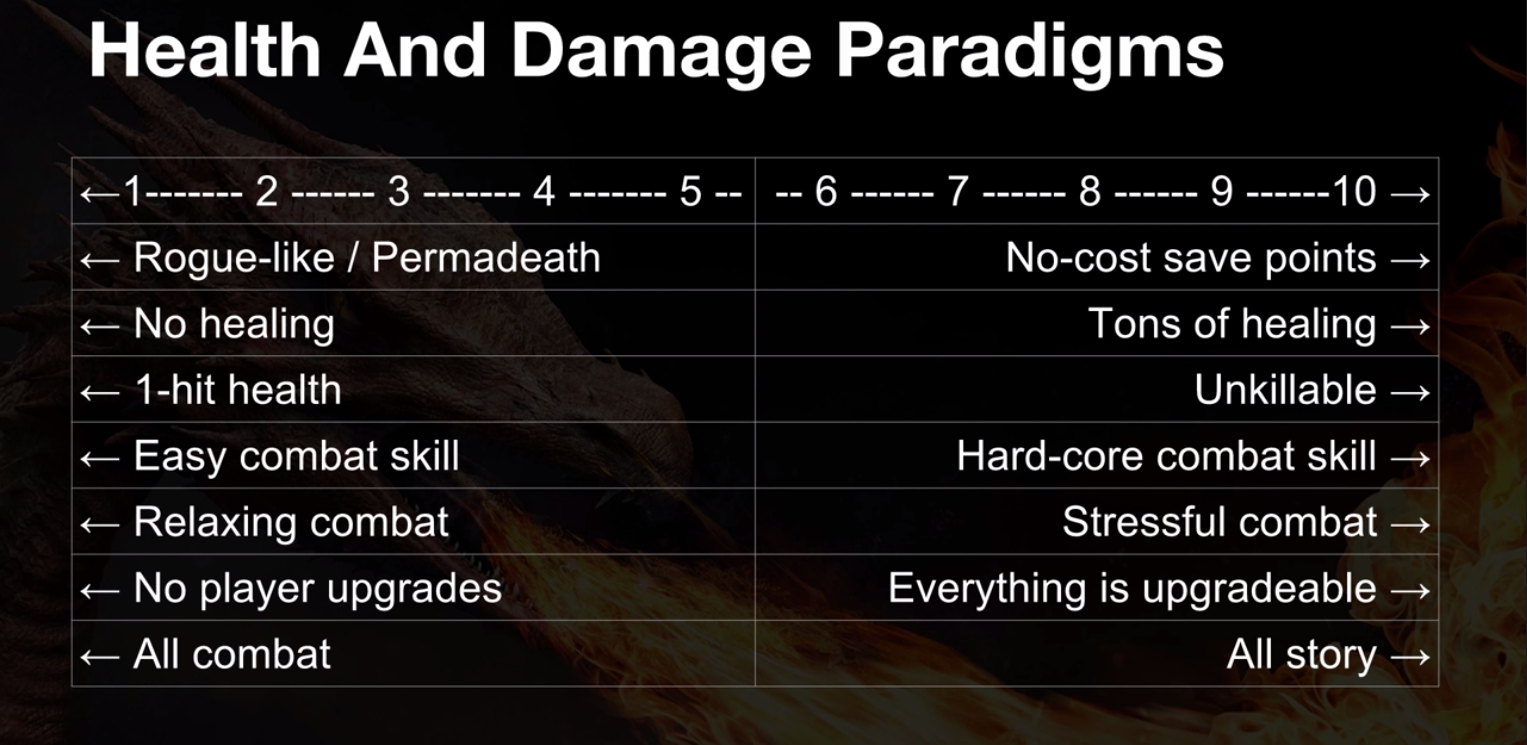 Health And Damage Paradigms
←1------- 2 ------ 3 ------- 4 ------- 5 -- -- 6 ------ 7 ------ 8 ------ 9 ------10 →
← Rogue-like / Permadeath No-cost save points →
← No healing Tons of healing →
← 1-hit health Unkillable →
← Easy combat skill Hard-core combat skill →
← Relaxing combat Stressful combat →
← No player upgrades Everything is upgradeable →
← All combat All story →